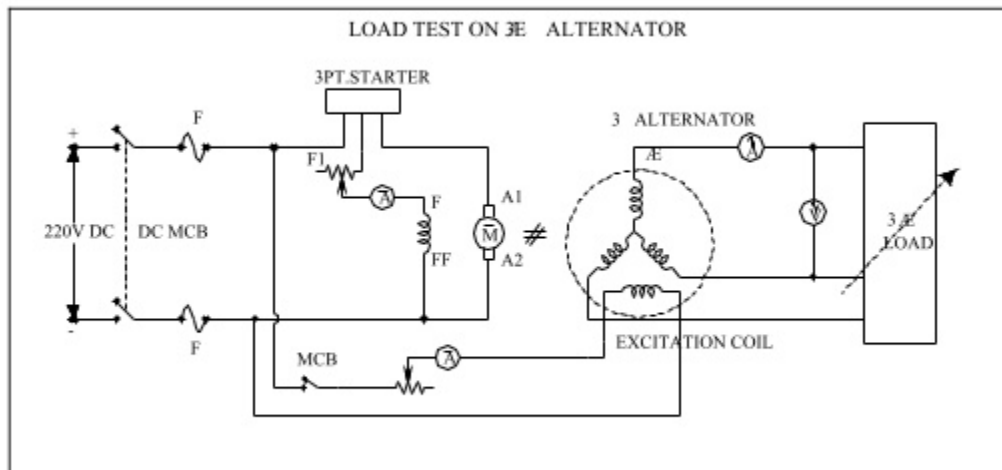 LOAD TEST ON 3Æ ALTERNATOR
3PT.STARTER
F
3 ALTERNATOR
+
Æ
A
F1
A
F
A1
220V DC
DC MCB
M
V
3 Æ
LOAD
FF
A2
-
F
EXCITATION COIL
MCB
A